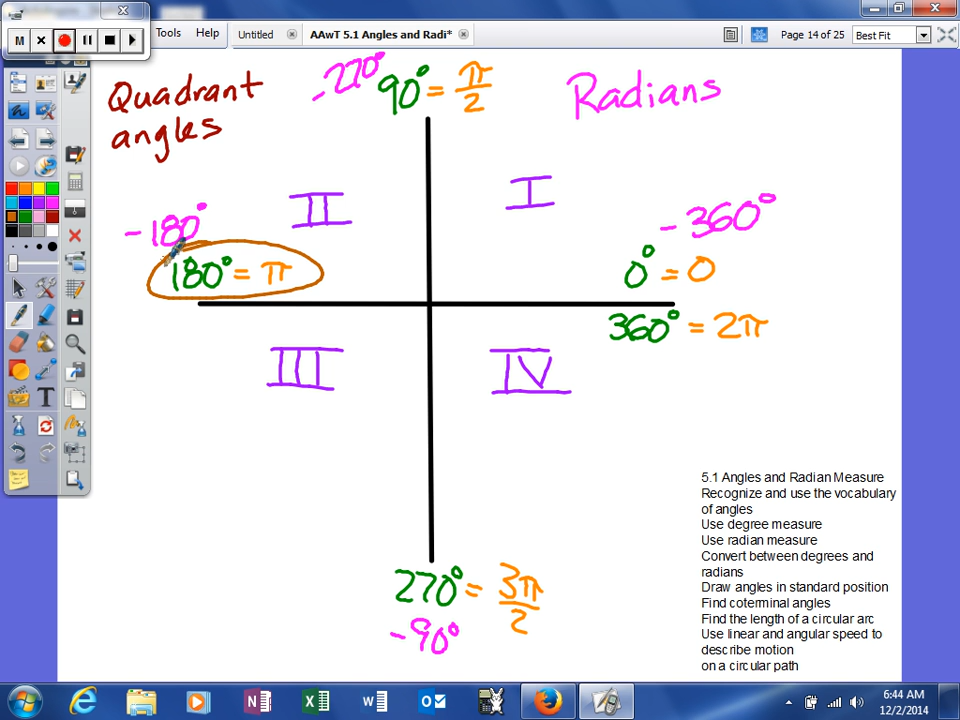 Tools Help
Untitled
AAwT 5.1 Angles and Radi*
Page 14 of 25
Best Fit
M
Quadrant
angles
-270°
90° = π/2
Radians
II
I
-180°
180° = π
-360°
0° = 0
360° = 2π
III
IV
270° = 3π/2
-90°
5.1 Angles and Radian Measure
Recognize and use the vocabulary
of angles
Use degree measure
Use radian measure
Convert between degrees and
radians
Draw angles in standard position
Find coterminal angles
Find the length of a circular arc
Use linear and angular speed to
describe motion
on a circular path
6:44 AM
12/2/2014